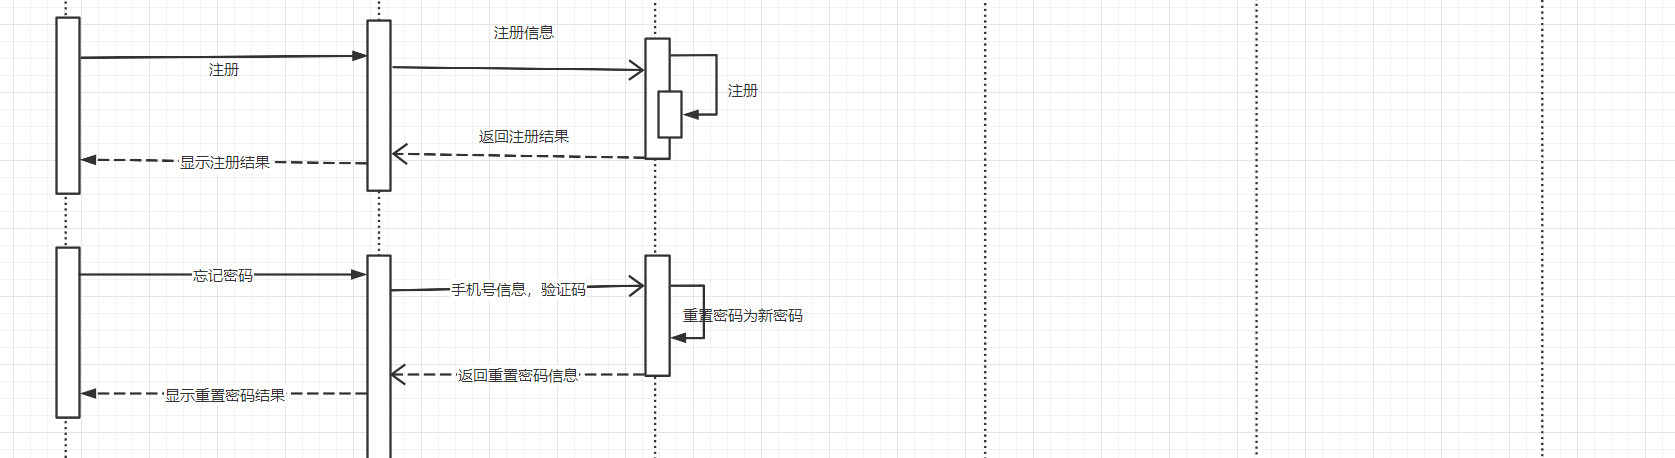 注册信息
注册
注册
返回注册结果
显示注册结果
忘记密码
手机号信息，验证码
重置密码为新密码
返回重置密码信息
显示重置密码结果